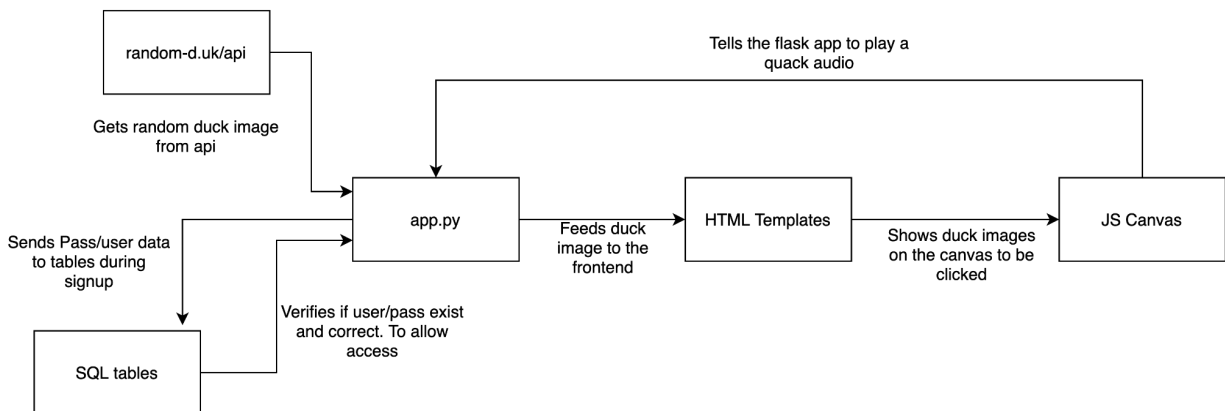 random-d.uk/api
Tells the flask app to play a
quack audio
Gets random duck image
from api
app.py
HTML Templates
JS Canvas
Feeds duck
image to the
frontend
Shows duck images
on the canvas to be
clicked
Sends Pass/user data
to tables during
signup
Verifies if user/pass exist
and correct. To allow
access
SQL tables